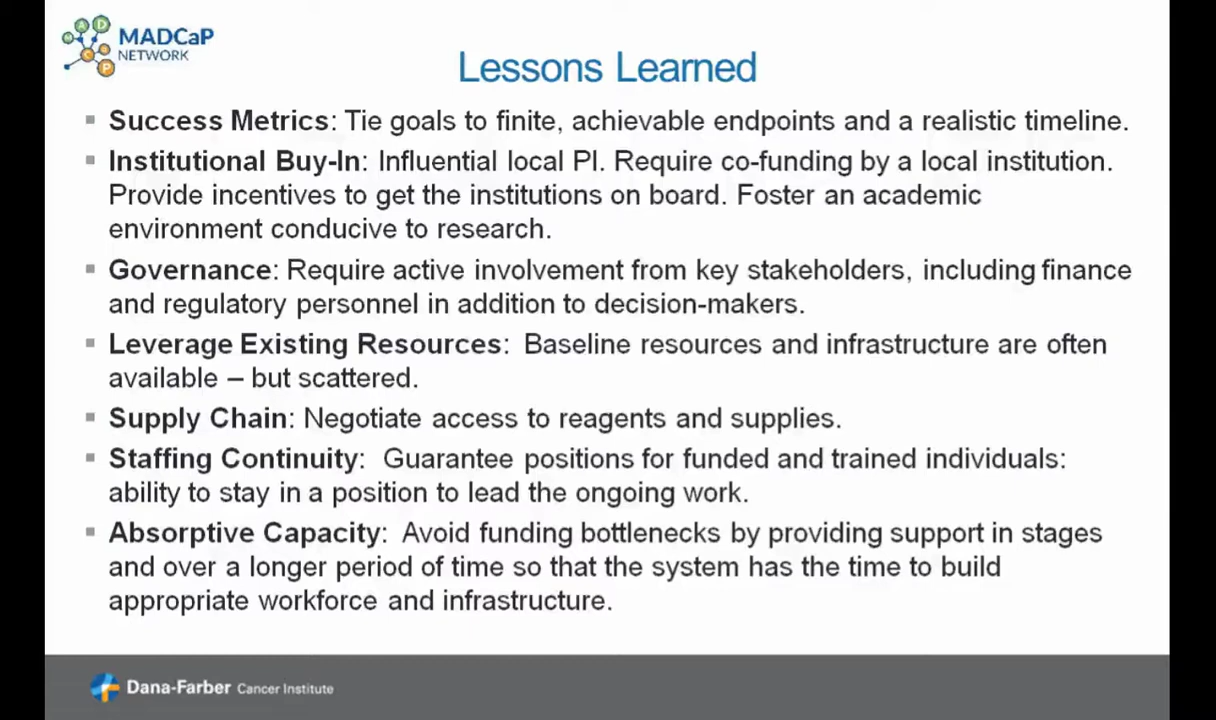 MADCaP
NETWORK
Lessons Learned
▪ Success Metrics: Tie goals to finite, achievable endpoints and a realistic timeline.
▪ Institutional Buy-In: Influential local PI. Require co-funding by a local institution.
Provide incentives to get the institutions on board. Foster an academic
environment conducive to research.
▪ Governance: Require active involvement from key stakeholders, including finance
and regulatory personnel in addition to decision-makers.
▪ Leverage Existing Resources: Baseline resources and infrastructure are often
available – but scattered.
▪ Supply Chain: Negotiate access to reagents and supplies.
▪ Staffing Continuity: Guarantee positions for funded and trained individuals:
ability to stay in a position to lead the ongoing work.
▪ Absorptive Capacity: Avoid funding bottlenecks by providing support in stages
and over a longer period of time so that the system has the time to build
appropriate workforce and infrastructure.
Dana-Farber Cancer Institute